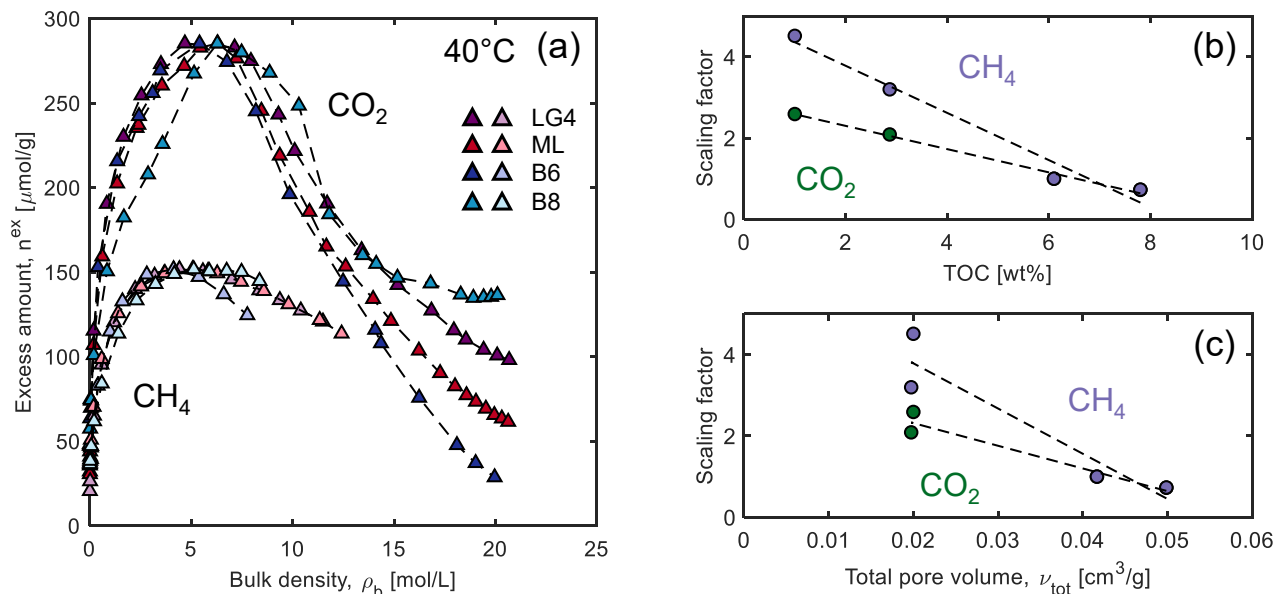 (a)
40°C
CO2
LG4
ML
B6
B8
CH4
Excess amount, n^ex [μmol/g]
300
250
200
150
100
50
0
0 5 10 15 20 25
Bulk density, ρb [mol/L]
(b)
CH4
CO2
Scaling factor
4
2
0
0 2 4 6 8 10
TOC [wt%]
(c)
CH4
CO2
Scaling factor
4
2
0
0 0.01 0.02 0.03 0.04 0.05 0.06
Total pore volume, νtot [cm³/g]